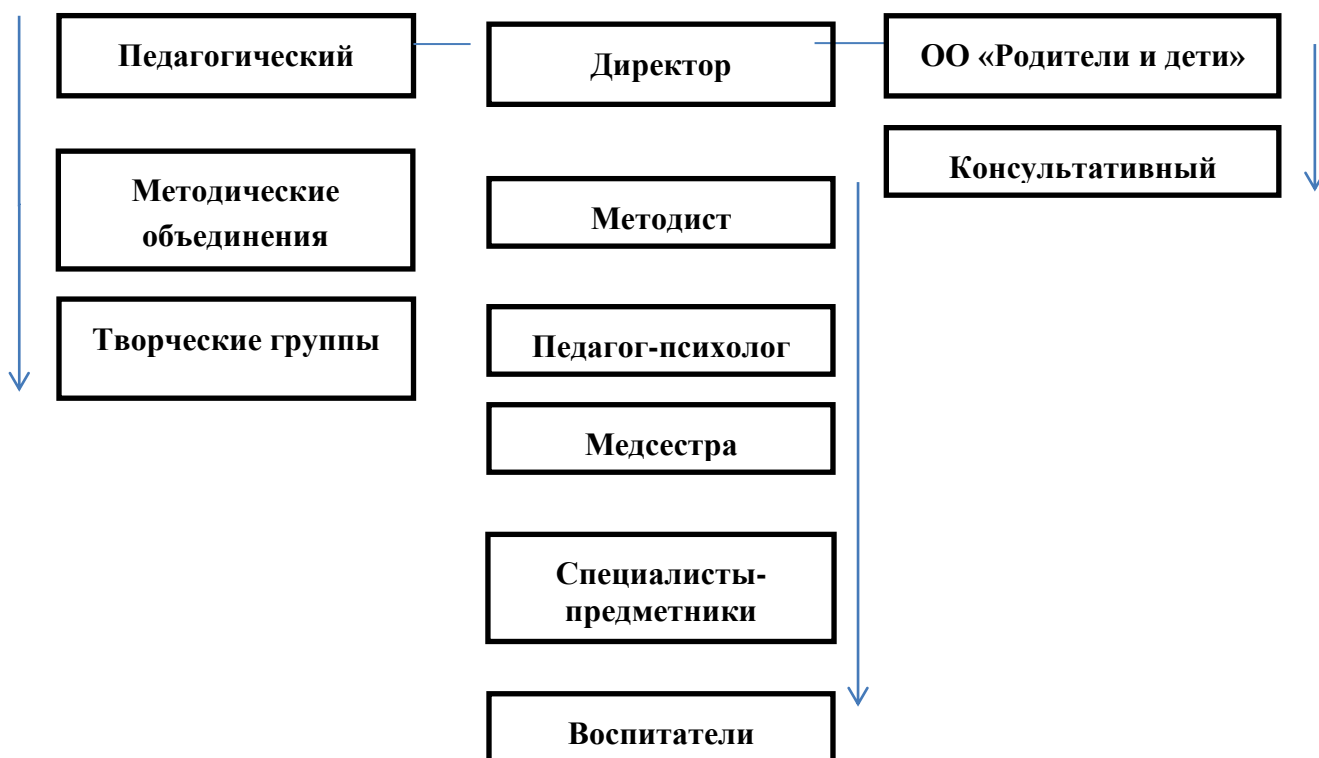 Педагогический
Директор
ОО «Родители и дети»
Консультативный
Методические
объединения
Методист
Творческие группы
Педагог-психолог
Медсестра
Специалисты-
предметники
Воспитатели